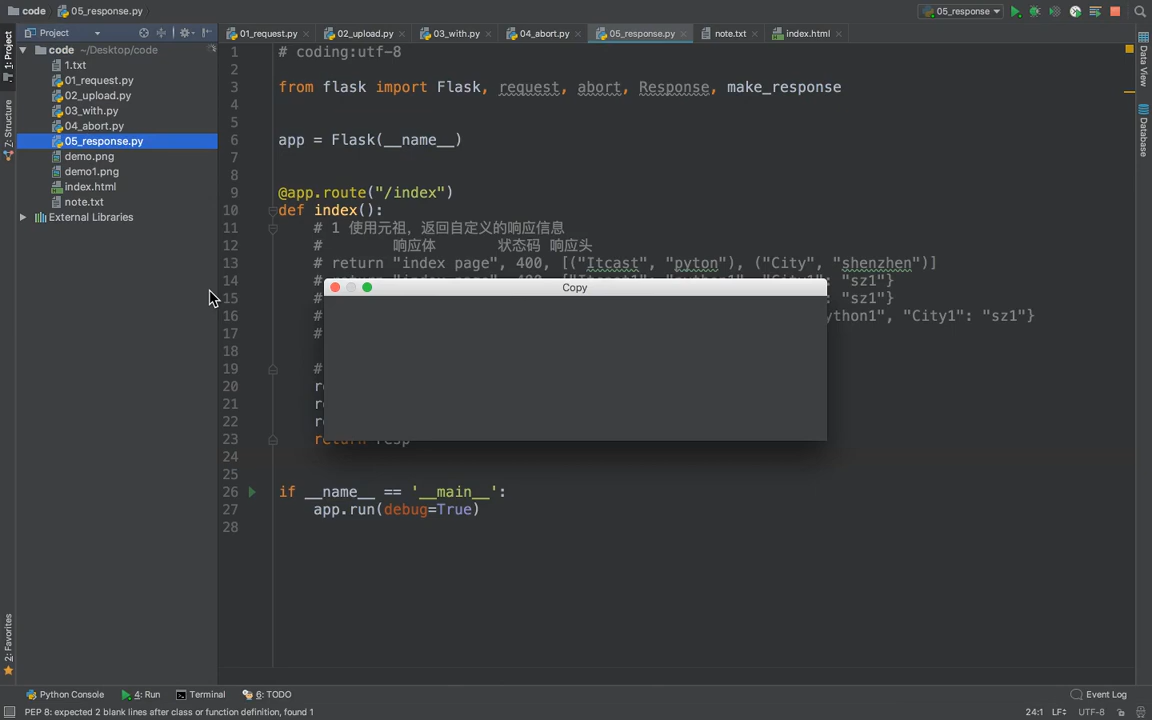 code 05_response.py 05_response
Project
01_request.py 02_upload.py 03_with.py 04_abort.py 05_response.py note.txt index.html
1: Project
Z: Structure
2: Favorites
code ~/Desktop/code
1.txt
01_request.py
02_upload.py
03_with.py
04_abort.py
05_response.py
demo.png
demo1.png
index.html
note.txt
External Libraries
1 # coding:utf-8
2
3 from flask import Flask, request, abort, Response, make_response
4
5
6 app = Flask(__name__)
7
8
9 @app.route("/index")
10 def index():
11 # 1 使用元祖，返回自定义的响应信息
12 # 响应体 状态码 响应头
13 # return "index page", 400, [("Itcast", "pyton"), ("City", "shenzhen")]
14 "sz1"}
15 # "sz1"}
16 # ython1", "City1": "sz1"}
17 #
18
19 #
20 re
21 re
22 re
23 return resp
24
25
26 if __name__ == '__main__':
27 app.run(debug=True)
28
Copy
Data View
Database
Python Console 4: Run Terminal 6: TODO Event Log
PEP 8: expected 2 blank lines after class or function definition, found 1 24:1 LF UTF-8